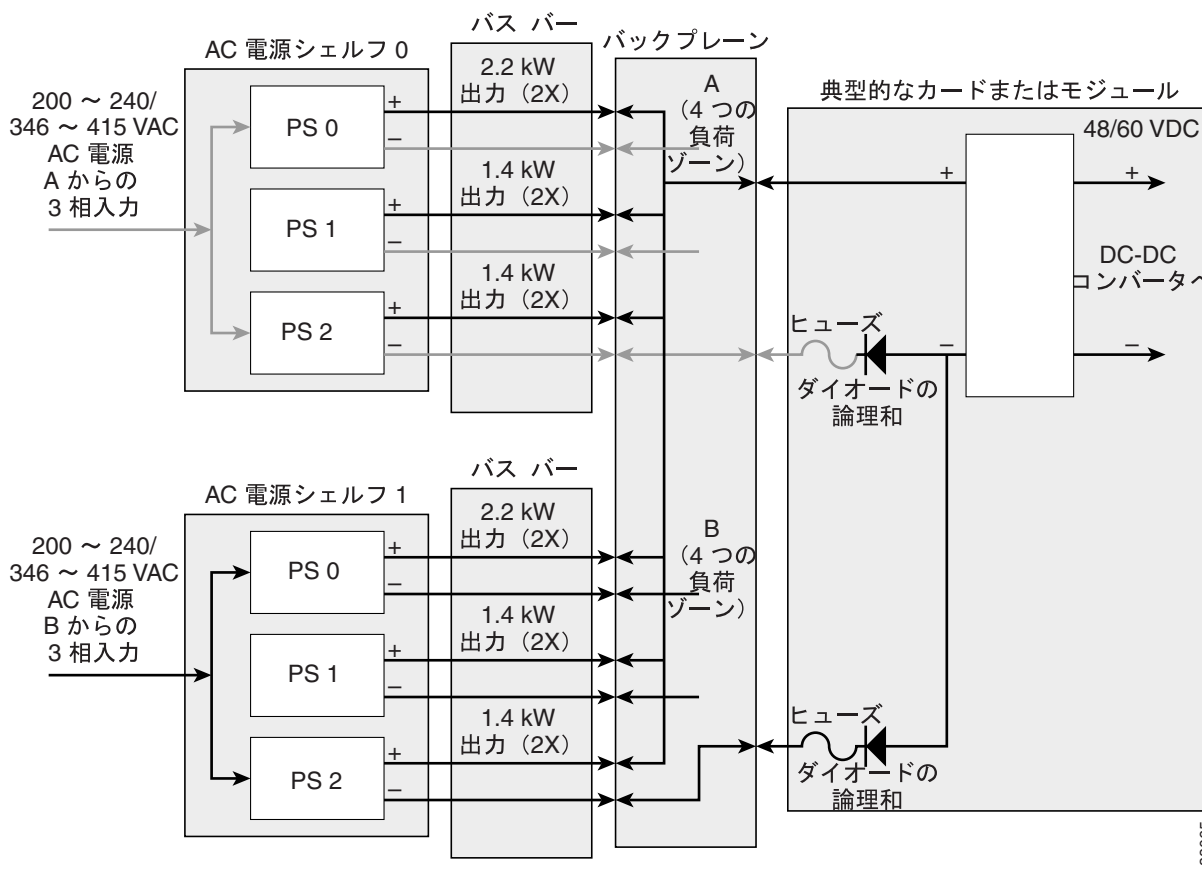 バス バー
AC 電源シェルフ 0
バックプレーン
200 ～ 240/
346 ～ 415 VAC
AC 電源
A からの
3 相入力
PS 0
PS 1
PS 2
+
–
+
–
+
–
2.2 kW
出力（2X）
1.4 kW
出力（2X）
1.4 kW
出力（2X）
A
（4 つの
負荷
ゾーン）
典型的なカードまたはモジュール
48/60 VDC
+
+
DC-DC
コンバータへ
ヒューズ
–
–
ダイオードの
論理和
バス バー
AC 電源シェルフ 1
200 ～ 240/
346 ～ 415 VAC
AC 電源
B からの
3 相入力
PS 0
PS 1
PS 2
+
–
+
–
+
–
2.2 kW
出力（2X）
1.4 kW
出力（2X）
1.4 kW
出力（2X）
B
（4 つの
負荷
ゾーン）
ヒューズ
ダイオードの
論理和